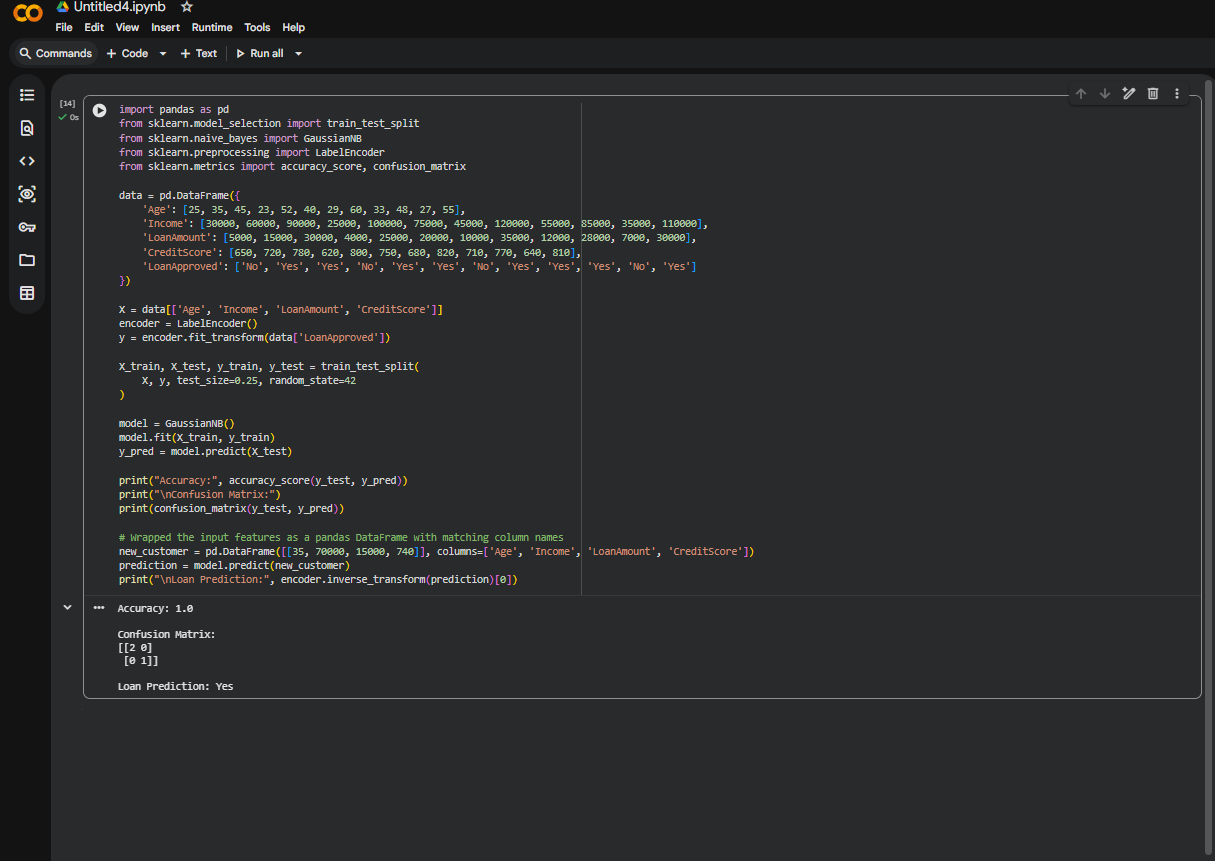 Untitled4.ipynb
File Edit View Insert Runtime Tools Help
Commands + Code + Text Run all
[14]
0s
import pandas as pd
from sklearn.model_selection import train_test_split
from sklearn.naive_bayes import GaussianNB
from sklearn.preprocessing import LabelEncoder
from sklearn.metrics import accuracy_score, confusion_matrix

data = pd.DataFrame({
    'Age': [25, 35, 45, 23, 52, 40, 29, 60, 33, 48, 27, 55],
    'Income': [30000, 60000, 90000, 25000, 100000, 75000, 45000, 120000, 55000, 85000, 35000, 110000],
    'LoanAmount': [5000, 15000, 30000, 4000, 25000, 20000, 10000, 35000, 12000, 28000, 7000, 30000],
    'CreditScore': [650, 720, 780, 620, 800, 750, 680, 820, 710, 770, 640, 810],
    'LoanApproved': ['No', 'Yes', 'Yes', 'No', 'Yes', 'Yes', 'No', 'Yes', 'Yes', 'Yes', 'No', 'Yes']
})

X = data[['Age', 'Income', 'LoanAmount', 'CreditScore']]
encoder = LabelEncoder()
y = encoder.fit_transform(data['LoanApproved'])

X_train, X_test, y_train, y_test = train_test_split(
    X, y, test_size=0.25, random_state=42
)

model = GaussianNB()
model.fit(X_train, y_train)
y_pred = model.predict(X_test)

print("Accuracy:", accuracy_score(y_test, y_pred))
print("\nConfusion Matrix:")
print(confusion_matrix(y_test, y_pred))

# Wrapped the input features as a pandas DataFrame with matching column names
new_customer = pd.DataFrame([[35, 70000, 15000, 740]], columns=['Age', 'Income', 'LoanAmount', 'CreditScore'])
prediction = model.predict(new_customer)
print("\nLoan Prediction:", encoder.inverse_transform(prediction)[0])

Accuracy: 1.0

Confusion Matrix:
[[2 0]
 [0 1]]

Loan Prediction: Yes